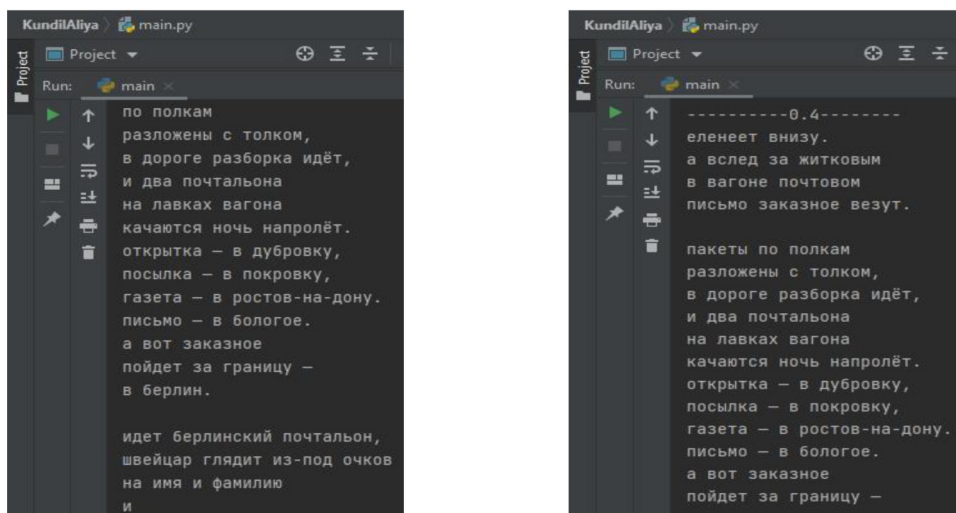 KundilAliya main.py
Project
Project
Run: main
по полкам
разложены с толком,
в дороге разборка идёт,
и два почтальона
на лавках вагона
качаются ночь напролёт.
открытка – в дубровку,
посылка – в покровку,
газета – в ростов-на-дону.
письмо – в бологое.
а вот заказное
пойдет за границу –
в берлин.
идет берлинский почтальон,
швейцар глядит из-под очков
на имя и фамилию
и
KundilAliya main.py
Project
Project
Run: main
----------0.4--------
еленеет внизу.
а вслед за житковым
в вагоне почтовом
письмо заказное везут.
пакеты по полкам
разложены с толком,
в дороге разборка идёт,
и два почтальона
на лавках вагона
качаются ночь напролёт.
открытка – в дубровку,
посылка – в покровку,
газета – в ростов-на-дону.
письмо – в бологое.
а вот заказное
пойдет за границу –